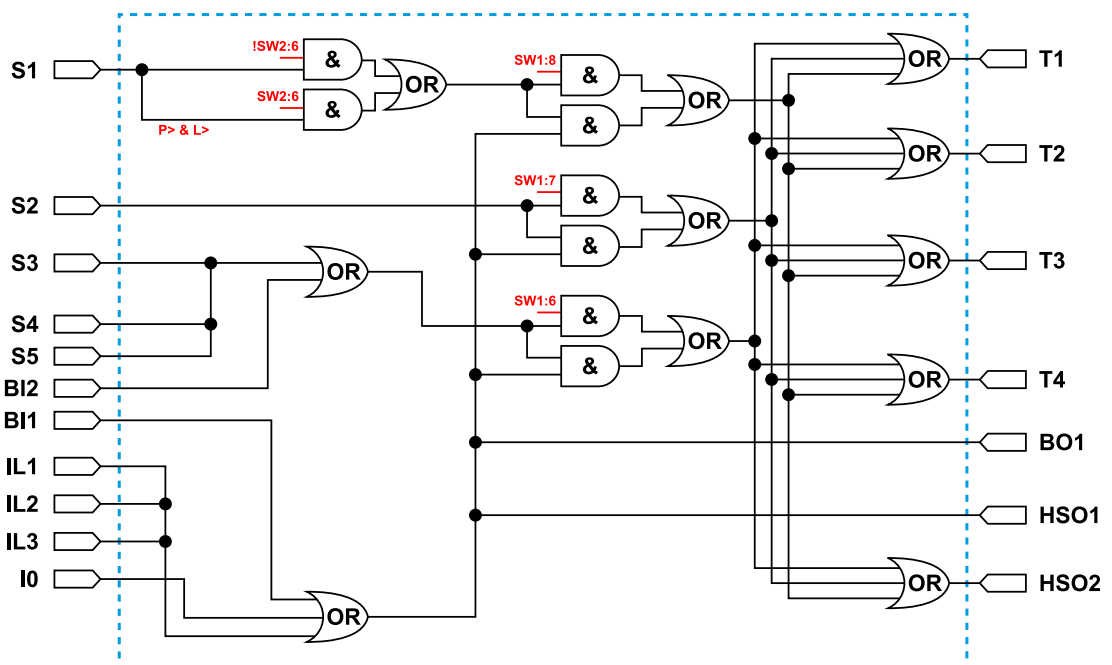 !SW2:6
&
OR
SW1:8
&
OR
OR
T1
S1
SW2:6
&
P> & L>
&
OR
T2
S2
SW1:7
&
OR
&
S3
OR
OR
T3
S4
SW1:6
&
OR
S5
&
OR
T4
BI2
BI1
BO1
IL1
IL2
HSO1
IL3
I0
OR
OR
HSO2